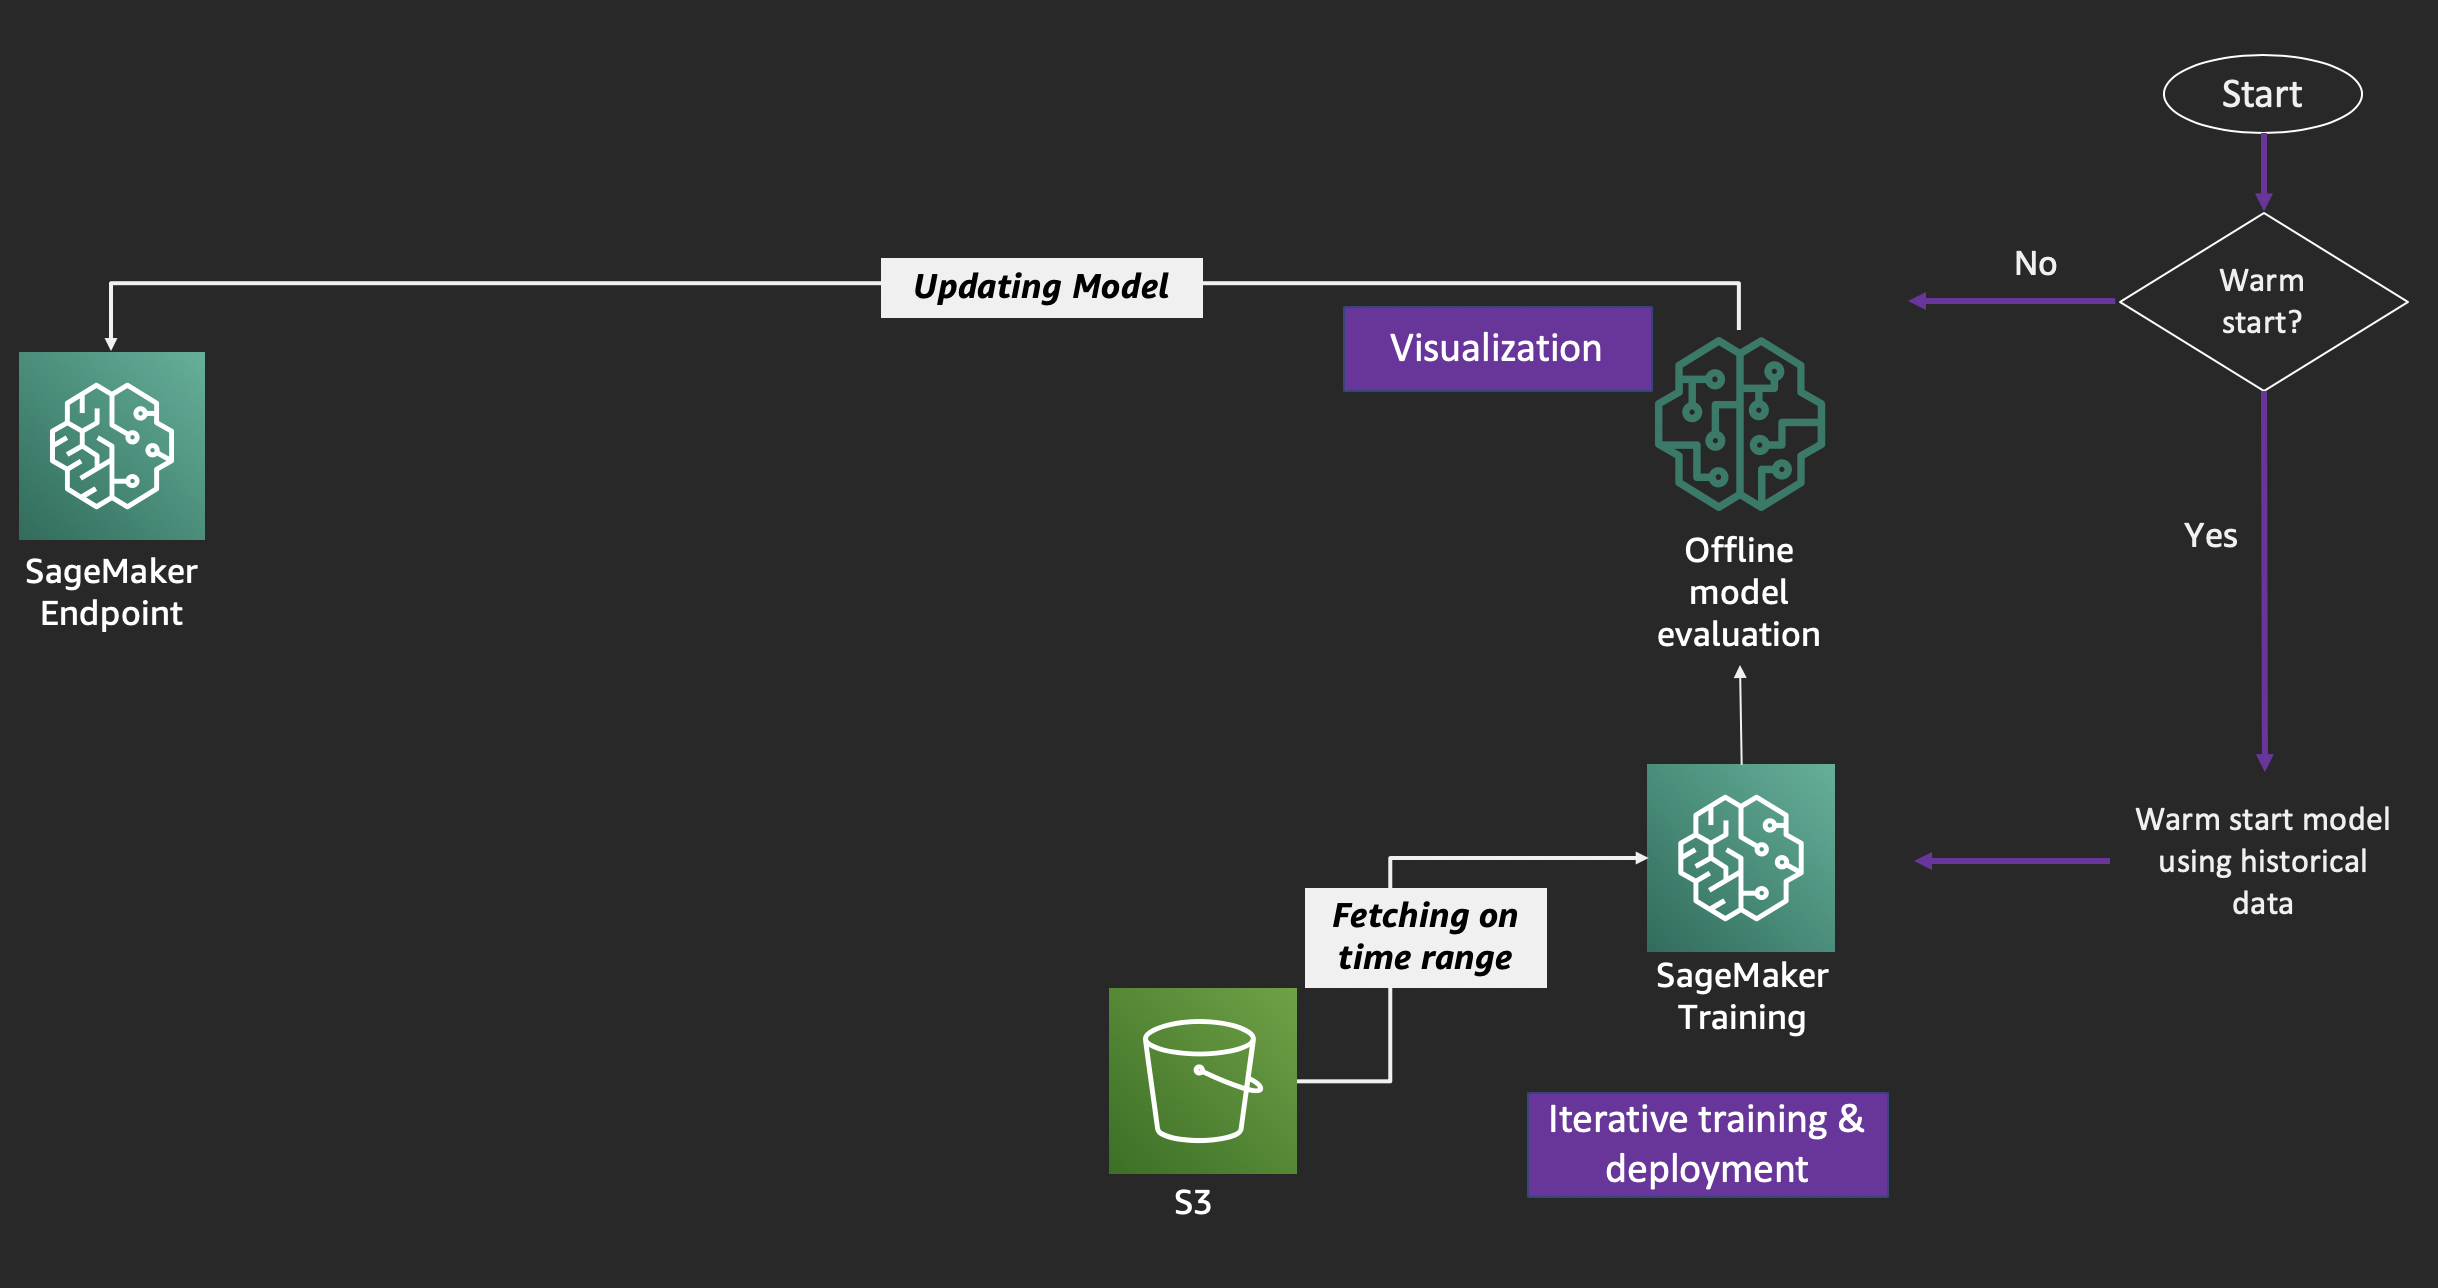 Start
Warm
start?
No
Yes
Updating Model
Visualization
SageMaker
Endpoint
Offline
model
evaluation
Warm start model
using historical
data
Fetching on
time range
SageMaker
Training
S3
Iterative training &
deployment